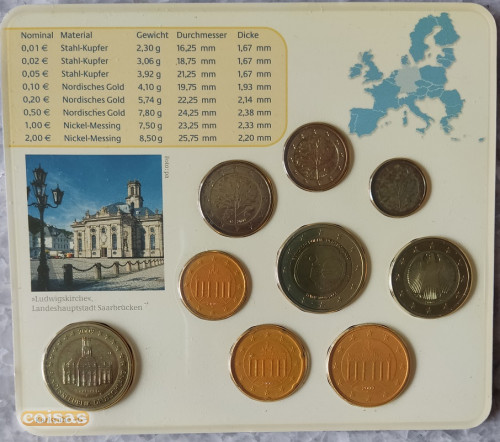 Nominal Material Gewicht Durchmesser Dicke
0,01 € Stahl-Kupfer 2,30 g 16,25 mm 1,67 mm
0,02 € Stahl-Kupfer 3,06 g 18,75 mm 1,67 mm
0,05 € Stahl-Kupfer 3,92 g 21,25 mm 1,67 mm
0,10 € Nordisches Gold 4,10 g 19,75 mm 1,93 mm
0,20 € Nordisches Gold 5,74 g 22,25 mm 2,14 mm
0,50 € Nordisches Gold 7,80 g 24,25 mm 2,38 mm
1,00 € Nickel-Messing 7,50 g 23,25 mm 2,33 mm
2,00 € Nickel-Messing 8,50 g 25,75 mm 2,20 mm
»Ludwigskirche«,
Landeshauptstadt Saarbrücken
coisas